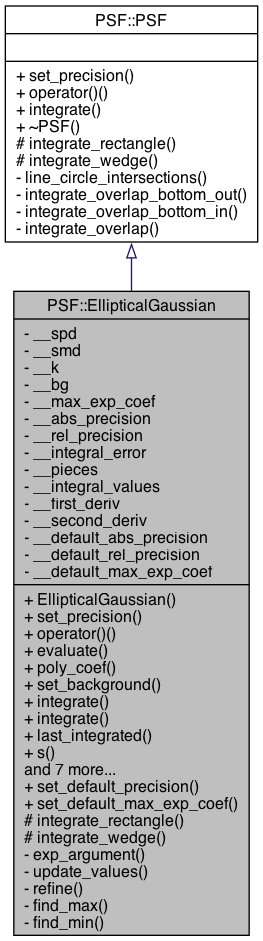 PSF::PSF
+ set_precision()
+ operator()()
+ integrate()
+ ~PSF()
# integrate_rectangle()
# integrate_wedge()
- line_circle_intersections()
- integrate_overlap_bottom_out()
- integrate_overlap_bottom_in()
- integrate_overlap()
PSF::EllipticalGaussian
- __spd
- __smd
- __k
- __bg
- __max_exp_coef
- __abs_precision
- __rel_precision
- __integral_error
- __pieces
- __integral_values
- __first_deriv
- __second_deriv
- __default_abs_precision
- __default_rel_precision
- __default_max_exp_coef
+ EllipticalGaussian()
+ set_precision()
+ operator()()
+ evaluate()
+ poly_coef()
+ set_background()
+ integrate()
+ integrate()
+ last_integrated()
+ s()
and 7 more...
+ set_default_precision()
+ set_default_max_exp_coef()
# integrate_rectangle()
# integrate_wedge()
- exp_argument()
- update_values()
- refine()
- find_max()
- find_min()